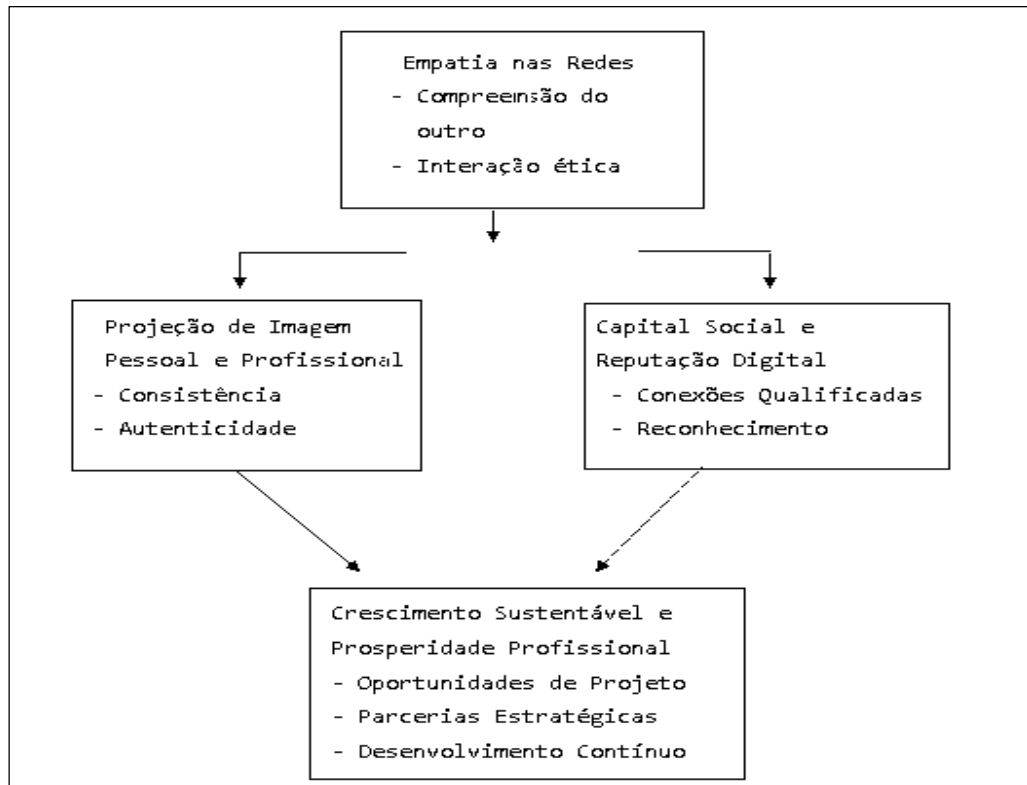 Empatia nas Redes
- Compreensão do
outro
- Interação ética
Projeção de Imagem
Pessoal e Profissional
- Consistência
- Autenticidade
Capital Social e
Reputação Digital
- Conexões Qualificadas
- Reconhecimento
Crescimento Sustentável e
Prosperidade Profissional
- Oportunidades de Projeto
- Parcerias Estratégicas
- Desenvolvimento Contínuo